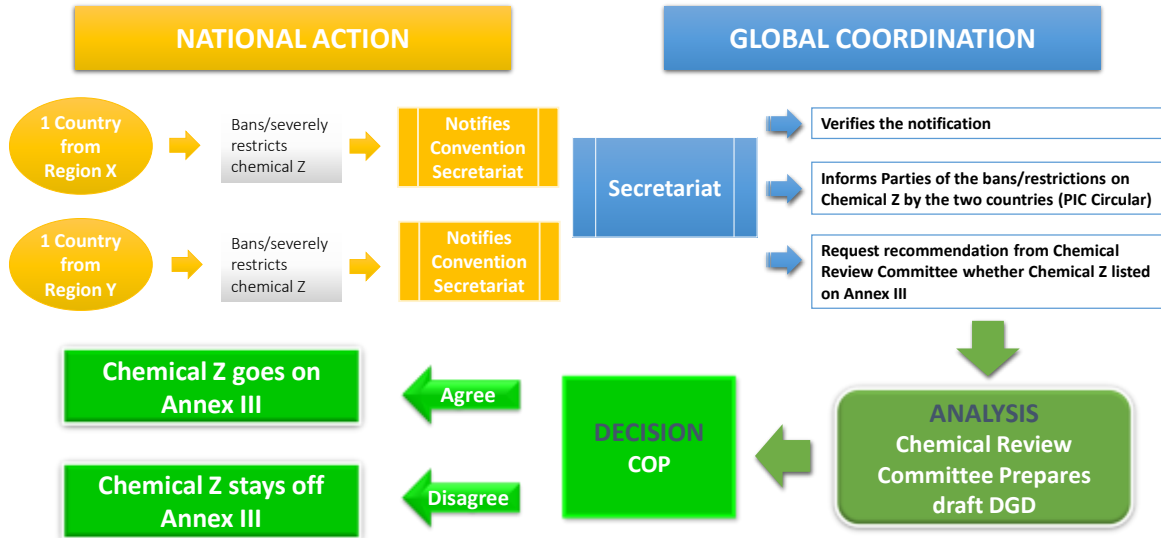 NATIONAL ACTION
GLOBAL COORDINATION
1 Country
from
Region X
Bans/severely
restricts
chemical Z
Notifies
Convention
Secretariat
1 Country
from
Region Y
Bans/severely
restricts
chemical Z
Notifies
Convention
Secretariat
Secretariat
Verifies the notification
Informs Parties of the bans/restrictions on
Chemical Z by the two countries (PIC Circular)
Request recommendation from Chemical
Review Committee whether Chemical Z listed
on Annex III
ANALYSIS
Chemical Review
Committee Prepares
draft DGD
DECISION
COP
Agree
Chemical Z goes on
Annex III
Disagree
Chemical Z stays off
Annex III